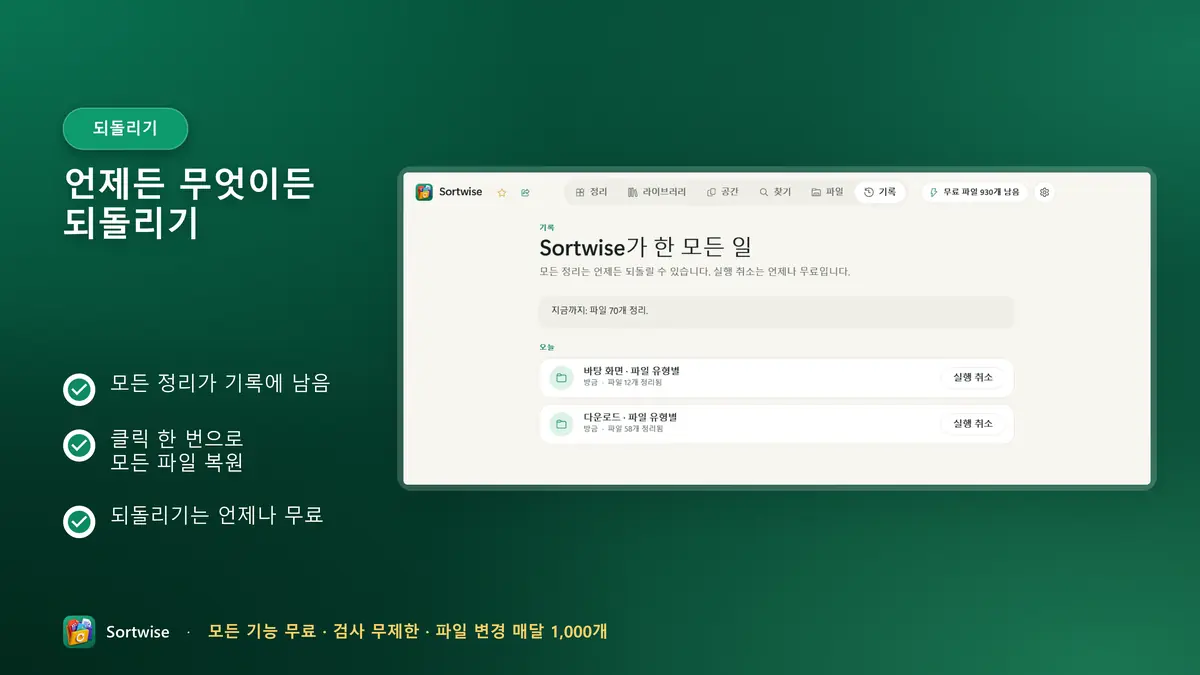 되돌리기
언제든 무엇이든
되돌리기
모든 정리가 기록에 남음
클릭 한 번으로
모든 파일 복원
되돌리기는 언제나 무료
Sortwise
정리
라이브러리
공간
찾기
파일
기록
무료 파일 930개 남음
기록
Sortwise가 한 모든 일
모든 정리는 언제든 되돌릴 수 있습니다. 실행 취소는 언제나 무료입니다.
지금까지: 파일 70개 정리.
오늘
바탕 화면 · 파일 유형별
방금 · 파일 12개 정리됨
실행 취소
다운로드 · 파일 유형별
방금 · 파일 58개 정리됨
실행 취소
Sortwise · 모든 기능 무료 · 검사 무제한 · 파일 변경 매달 1,000개